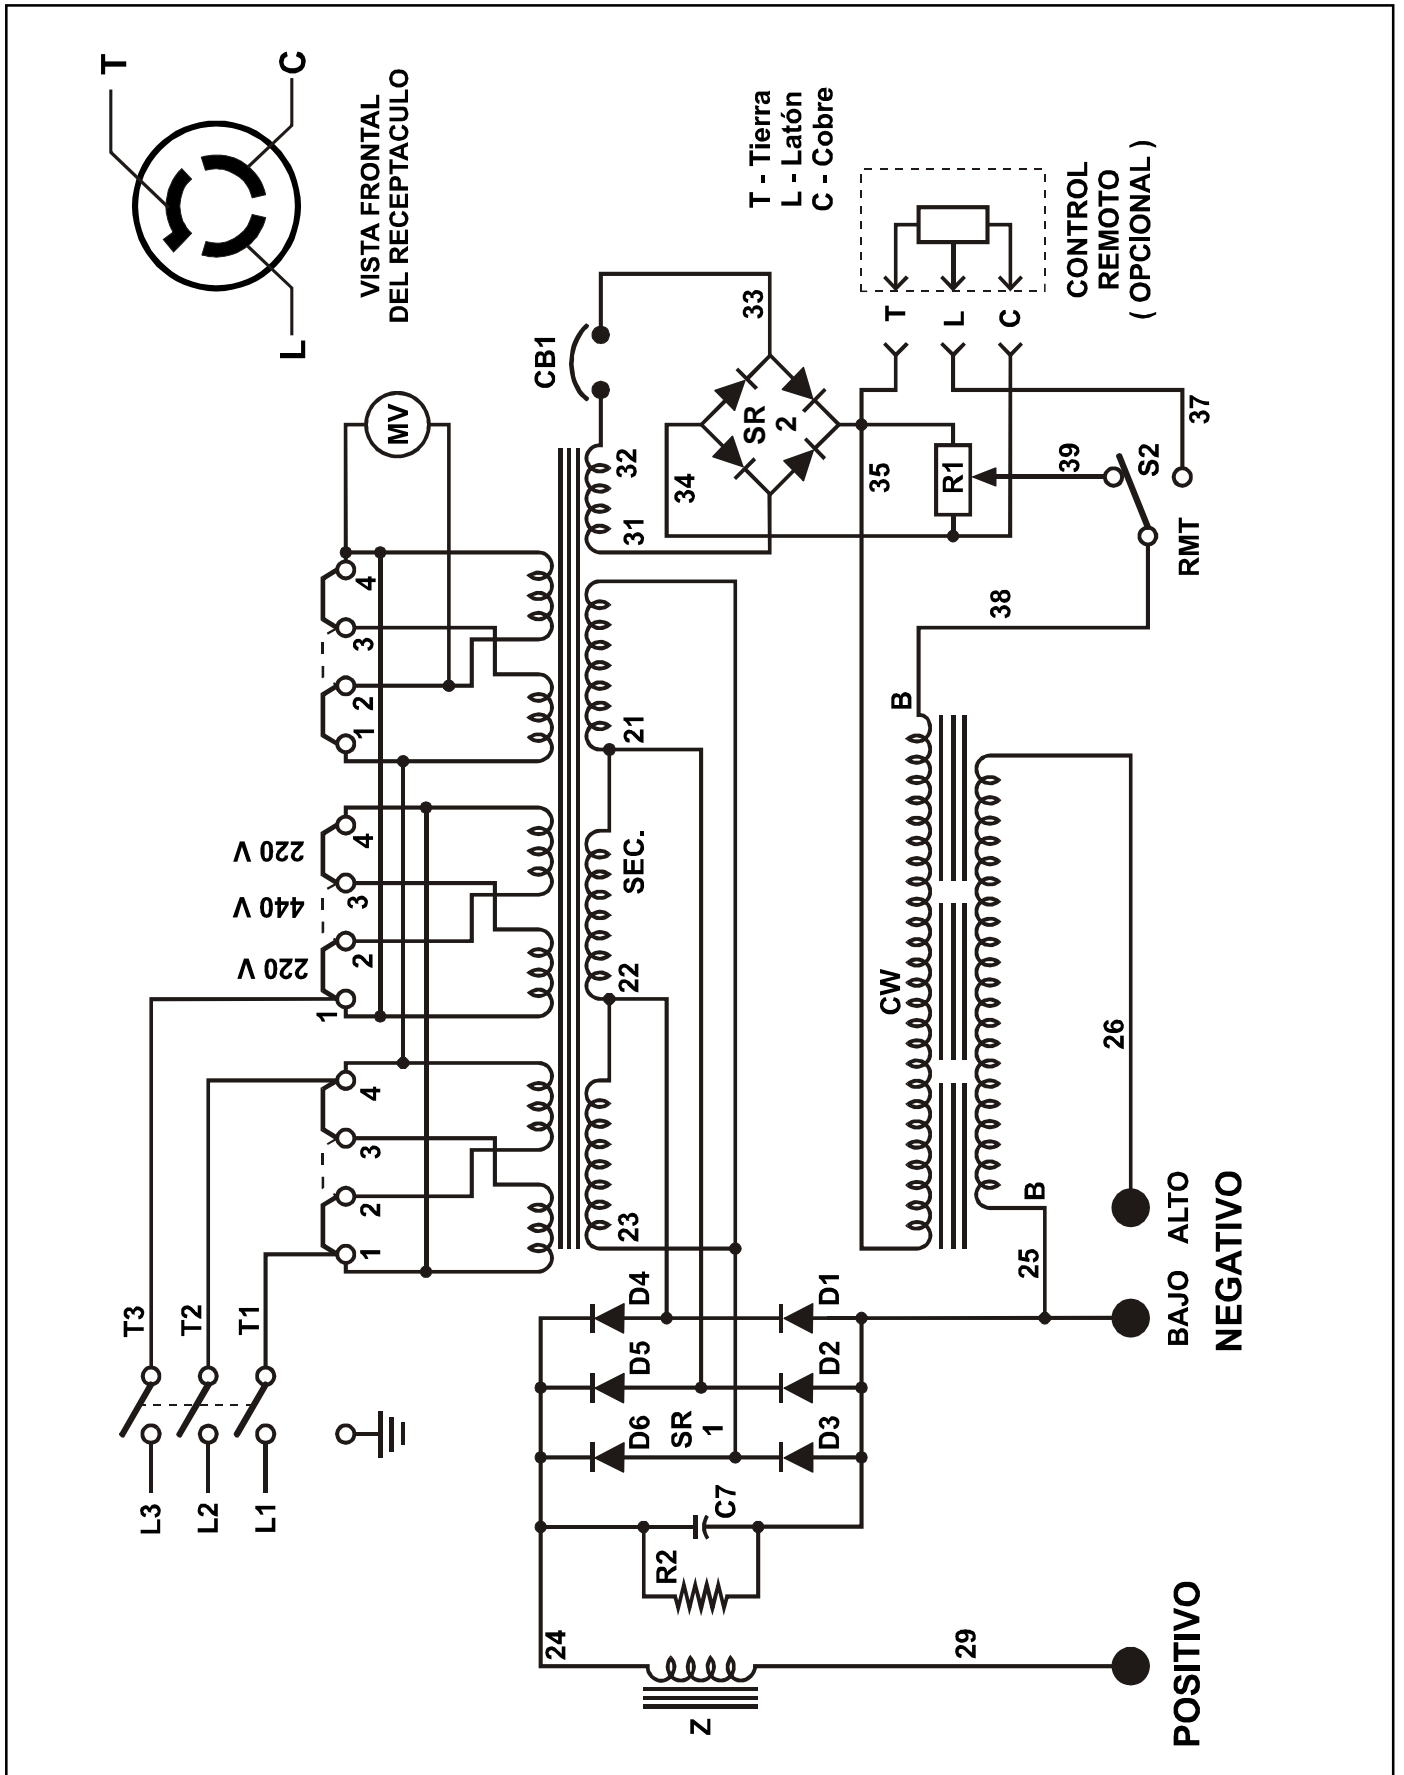 T
C
L
VISTA FRONTAL
DEL RECEPTACULO
T - Tierra
L - Latón
C - Cobre
MV
4
3
2
1
220 V
440 V
220 V
4
3
2
1
4
3
2
1
T3
T2
T1
L3
L2
L1
CB1
33
32
31
SR
2
34
35
21
SEC.
22
23
T
L
C
CONTROL
REMOTO
( OPCIONAL )
R1
39
37
S2
RMT
38
B
CW
26
B
25
D4
D5
D6
SR
1
D1
D2
D3
C7
R2
24
Z
29
ALTO
BAJO
NEGATIVO
POSITIVO